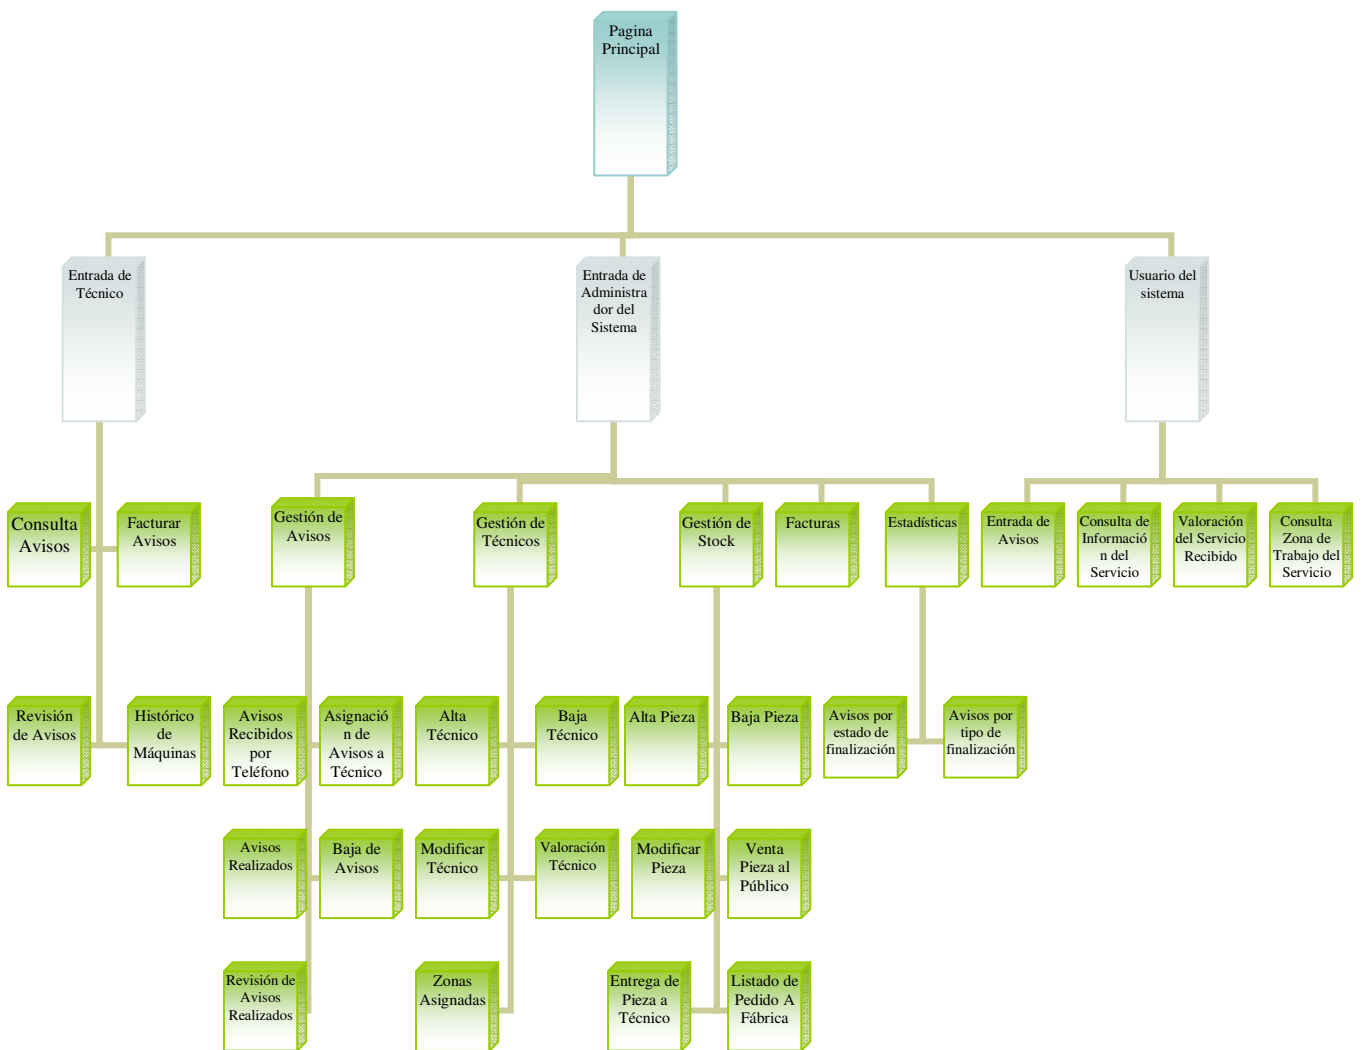 Pagina
Principal
Entrada de
Técnico
Entrada de
Administra
dor del
Sistema
Usuario del
sistema
Consulta
Avisos
Facturar
Avisos
Gestión de
Avisos
Gestión de
Técnicos
Gestión de
Stock
Facturas
Estadísticas
Entrada de
Avisos
Consulta de
Informació
n del
Servicio
Valoración
del Servicio
Recibido
Consulta
Zona de
Trabajo del
Servicio
Revisión
de Avisos
Histórico
de
Máquinas
Avisos
Recibidos
por
Teléfono
Asignació
n de
Avisos a
Técnico
Alta
Técnico
Baja
Técnico
Alta Pieza
Baja Pieza
Avisos por
estado de
finalización
Avisos por
tipo de
finalización
Avisos
Realizados
Baja de
Avisos
Modificar
Técnico
Valoración
Técnico
Modificar
Pieza
Venta
Pieza al
Público
Revisión de
Avisos
Realizados
Zonas
Asignadas
Entrega de
Pieza a
Técnico
Listado de
Pedido A
Fábrica